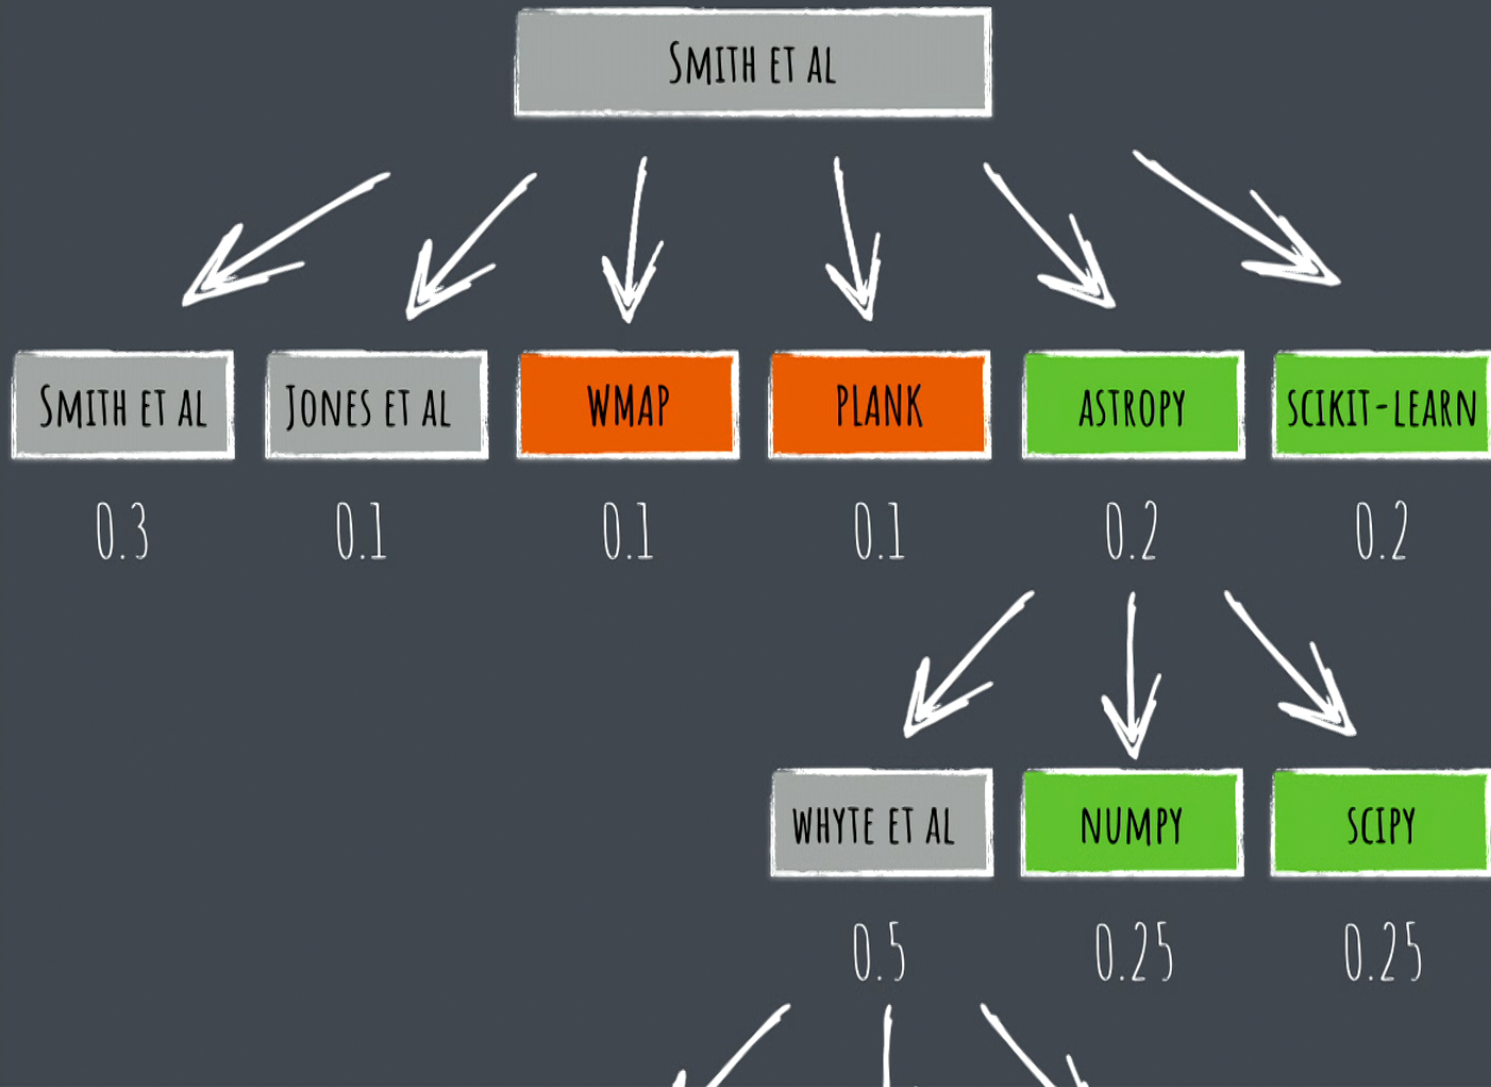 Smith et al
Smith et al
Jones et al
WMAP
PLANK
ASTROPY
SCIKIT-LEARN
0.3
0.1
0.1
0.1
0.2
0.2
WHYTE ET AL
NUMPY
SCIPY
0.5
0.25
0.25